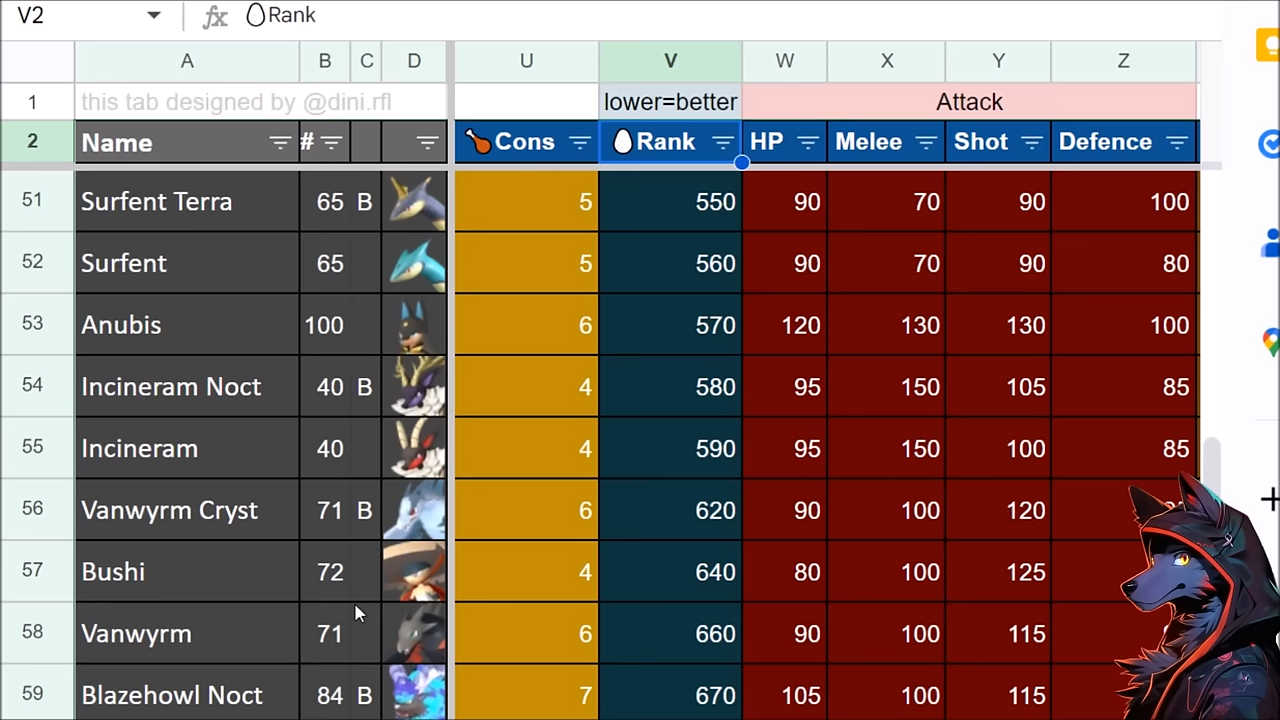 V2 fx Rank
A B C D U V W X Y Z
1 this tab designed by @dini.rfl lower=better Attack
2 Name # Cons Rank HP Melee Shot Defence
51 Surfent Terra 65 B 5 550 90 70 90 100
52 Surfent 65 5 560 90 70 90 80
53 Anubis 100 6 570 120 130 130 100
54 Incineram Noct 40 B 4 580 95 150 105 85
55 Incineram 40 4 590 95 150 100 85
56 Vanwyrm Cryst 71 B 6 620 90 100 120
57 Bushi 72 4 640 80 100 125
58 Vanwyrm 71 6 660 90 100 115
59 Blazehowl Noct 84 B 7 670 105 100 115